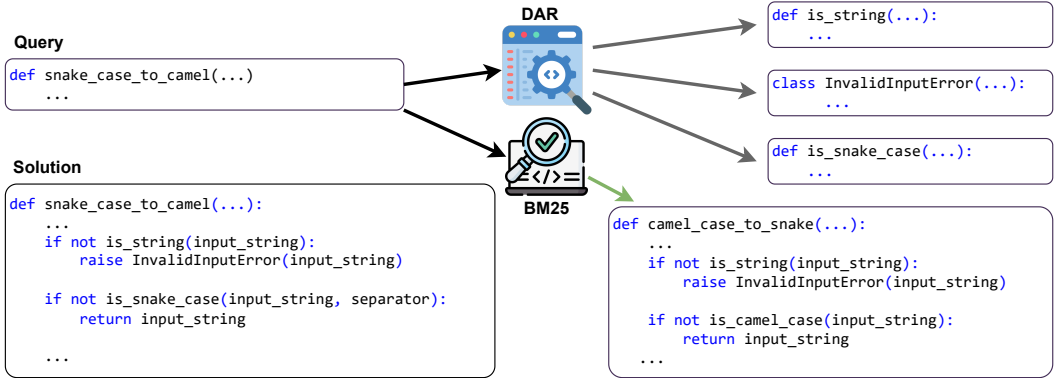 Query
def snake_case_to_camel(...)
...
DAR
<>
def is_string(...):
...
class InvalidInputError(...):
...
def is_snake_case(...):
...
=</>=
BM25
Solution
def snake_case_to_camel(...):
...
if not is_string(input_string):
raise InvalidInputError(input_string)
if not is_snake_case(input_string, separator):
return input_string
...
def camel_case_to_snake(...):
...
if not is_string(input_string):
raise InvalidInputError(input_string)
if not is_camel_case(input_string):
return input_string
...